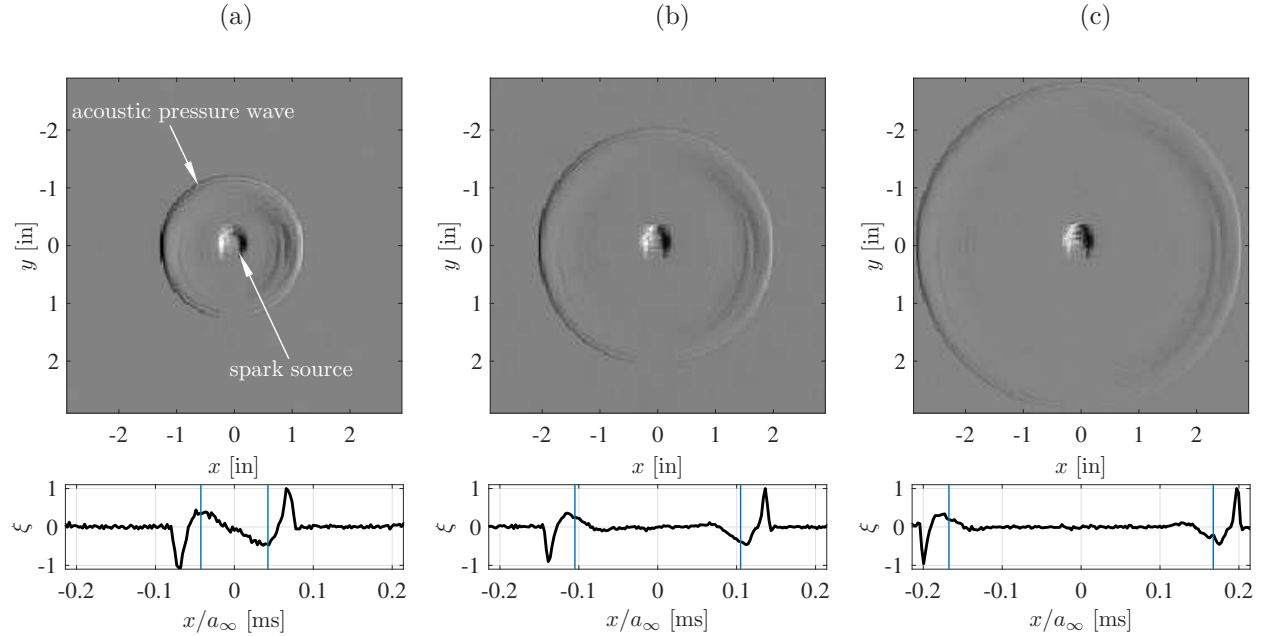 (a)
(b)
(c)
acoustic pressure wave
spark source
-2
-1
0
1
2
y [in]
-2 -1 0 1 2
x [in]
-2
-1
0
1
2
y [in]
-2 -1 0 1 2
x [in]
-2
-1
0
1
2
y [in]
-2 -1 0 1 2
x [in]
1
0
-1
ξ
-0.2 -0.1 0 0.1 0.2
x/a∞ [ms]
1
0
-1
ξ
-0.2 -0.1 0 0.1 0.2
x/a∞ [ms]
1
0
-1
ξ
-0.2 -0.1 0 0.1 0.2
x/a∞ [ms]